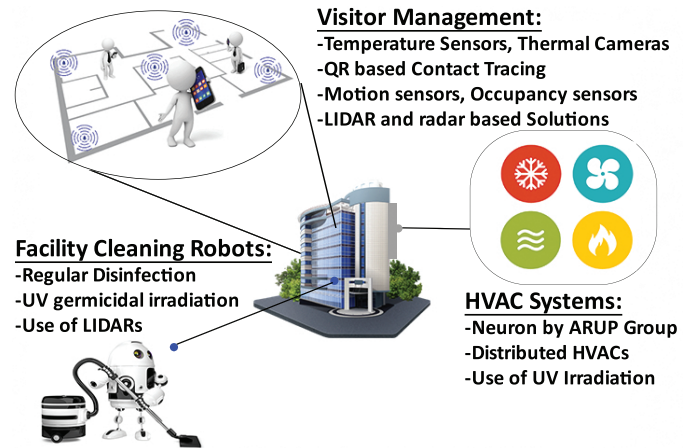 Visitor Management:
-Temperature Sensors, Thermal Cameras
-QR based Contact Tracing
-Motion sensors, Occupancy sensors
-LIDAR and radar based Solutions
Facility Cleaning Robots:
-Regular Disinfection
-UV germicidal irradiation
-Use of LIDARs
HVAC Systems:
-Neuron by ARUP Group
-Distributed HVACs
-Use of UV Irradiation